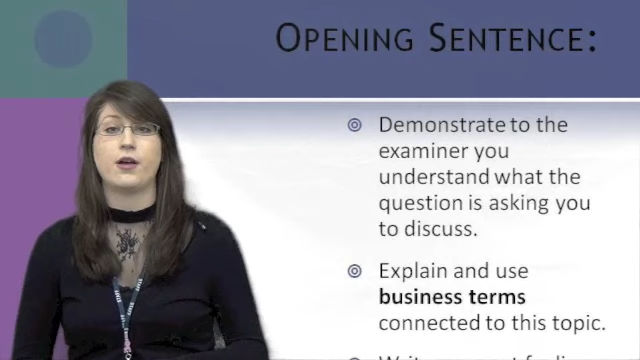 OPENING SENTENCE:
Demonstrate to the
examiner you
understand what the
question is asking you
to discuss.
Explain and use
business terms
connected to this topic.